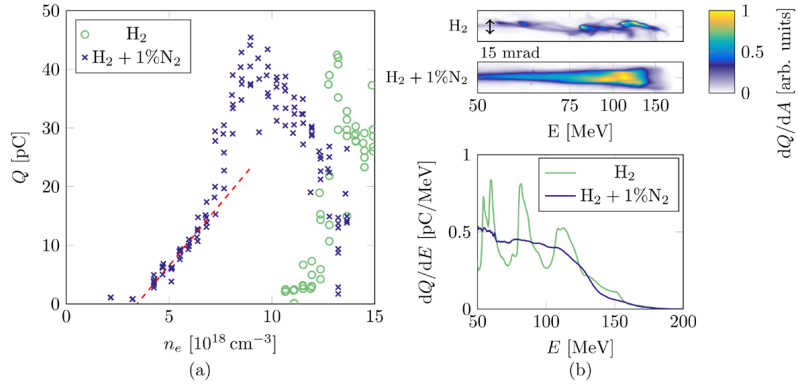 H₂
H₂ + 1%N₂
Q [pC]
50
40
30
20
10
0
0 5 10 15
nₑ [10¹⁸ cm⁻³]
(a)
H₂
15 mrad
H₂ + 1%N₂
50 75 100 150
E [MeV]
1
0.5
0
dQ/dA [arb. units]
H₂
H₂ + 1%N₂
dQ/dE [pC/MeV]
1
0.5
0
50 100 150 200
E [MeV]
(b)